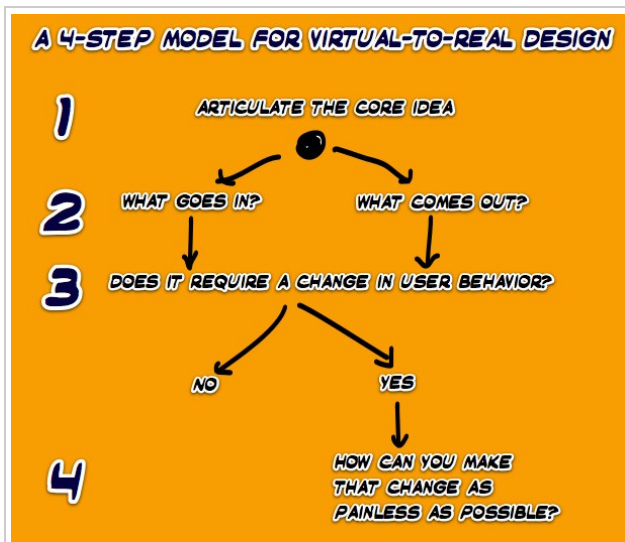 A 4-STEP MODEL FOR VIRTUAL-TO-REAL DESIGN
1
ARTICULATE THE CORE IDEA
2
WHAT GOES IN?
WHAT COMES OUT?
3
DOES IT REQUIRE A CHANGE IN USER BEHAVIOR?
NO
YES
4
HOW CAN YOU MAKE
THAT CHANGE AS
PAINLESS AS POSSIBLE?